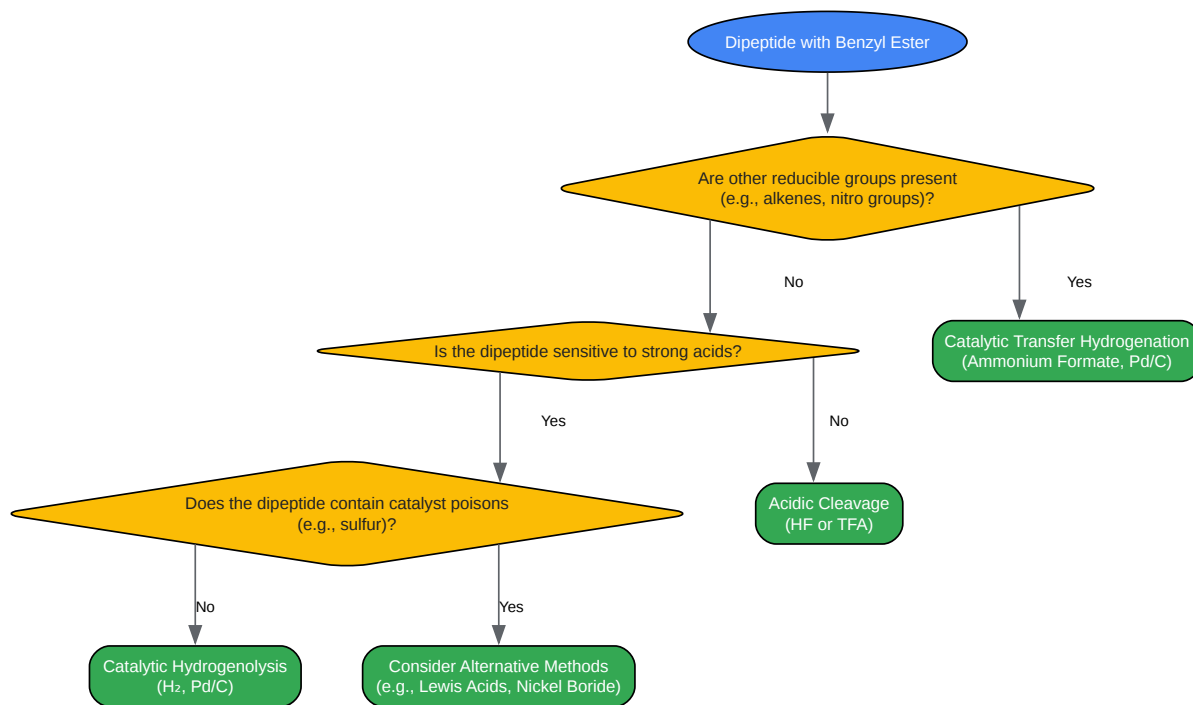 Dipeptide with Benzyl Ester
Are other reducible groups present
(e.g., alkenes, nitro groups)?
No
Yes
Is the dipeptide sensitive to strong acids?
Catalytic Transfer Hydrogenation
(Ammonium Formate, Pd/C)
Yes
No
Does the dipeptide contain catalyst poisons
(e.g., sulfur)?
Acidic Cleavage
(HF or TFA)
No
Yes
Catalytic Hydrogenolysis
(H₂, Pd/C)
Consider Alternative Methods
(e.g., Lewis Acids, Nickel Boride)